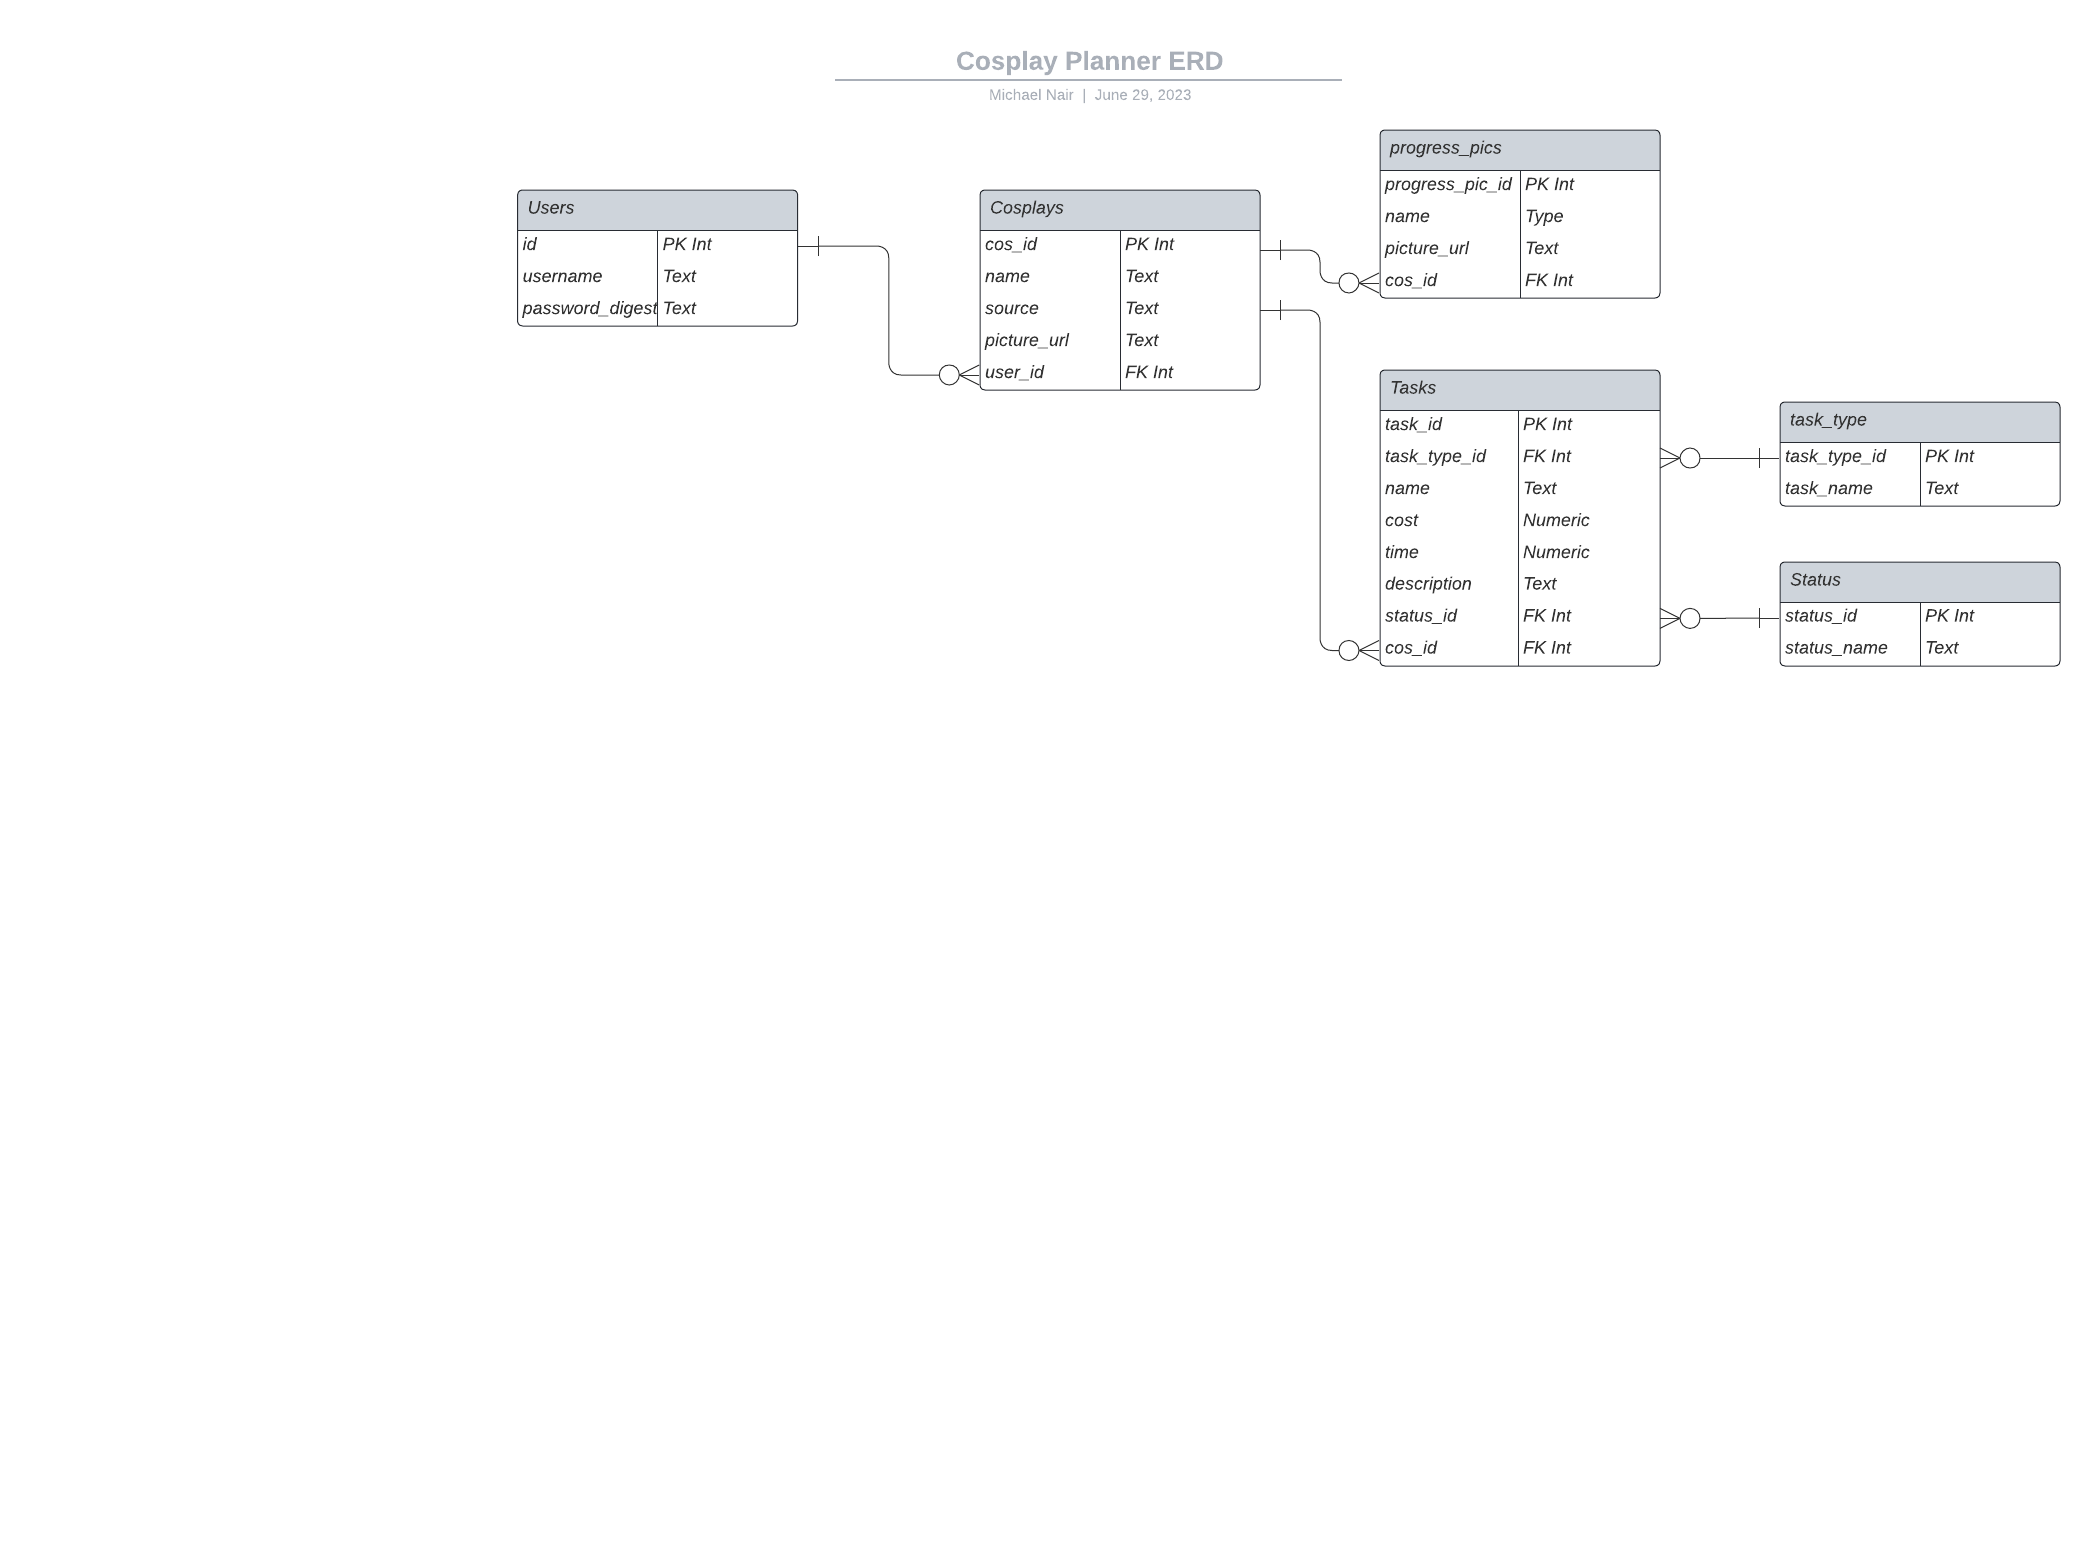 Cosplay Planner ERD
Michael Nair | June 29, 2023
Users
id PK Int
username Text
password_digest Text
Cosplays
cos_id PK Int
name Text
source Text
picture_url Text
user_id FK Int
progress_pics
progress_pic_id PK Int
name Type
picture_url Text
cos_id FK Int
Tasks
task_id PK Int
task_type_id FK Int
name Text
cost Numeric
time Numeric
description Text
status_id FK Int
cos_id FK Int
task_type
task_type_id PK Int
task_name Text
Status
status_id PK Int
status_name Text